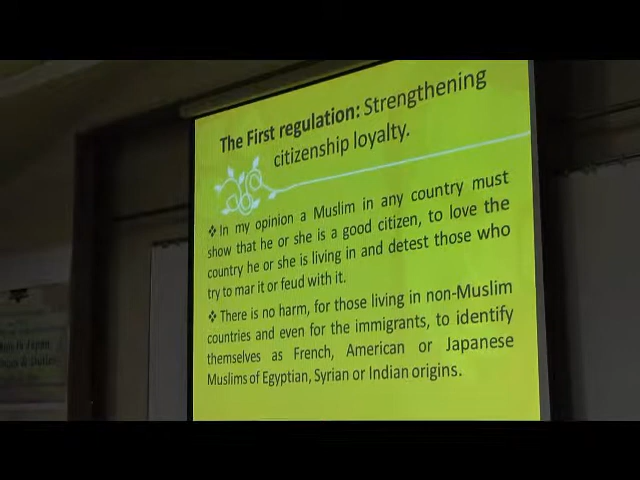 The First regulation: Strengthening
citizenship loyalty.
❖ In my opinion a Muslim in any country must
show that he or she is a good citizen, to love the
country he or she is living in and detest those who
try to mar it or feud with it.
❖ There is no harm, for those living in non-Muslim
countries and even for the immigrants, to identify
themselves as French, American or Japanese
Muslims of Egyptian, Syrian or Indian origins.